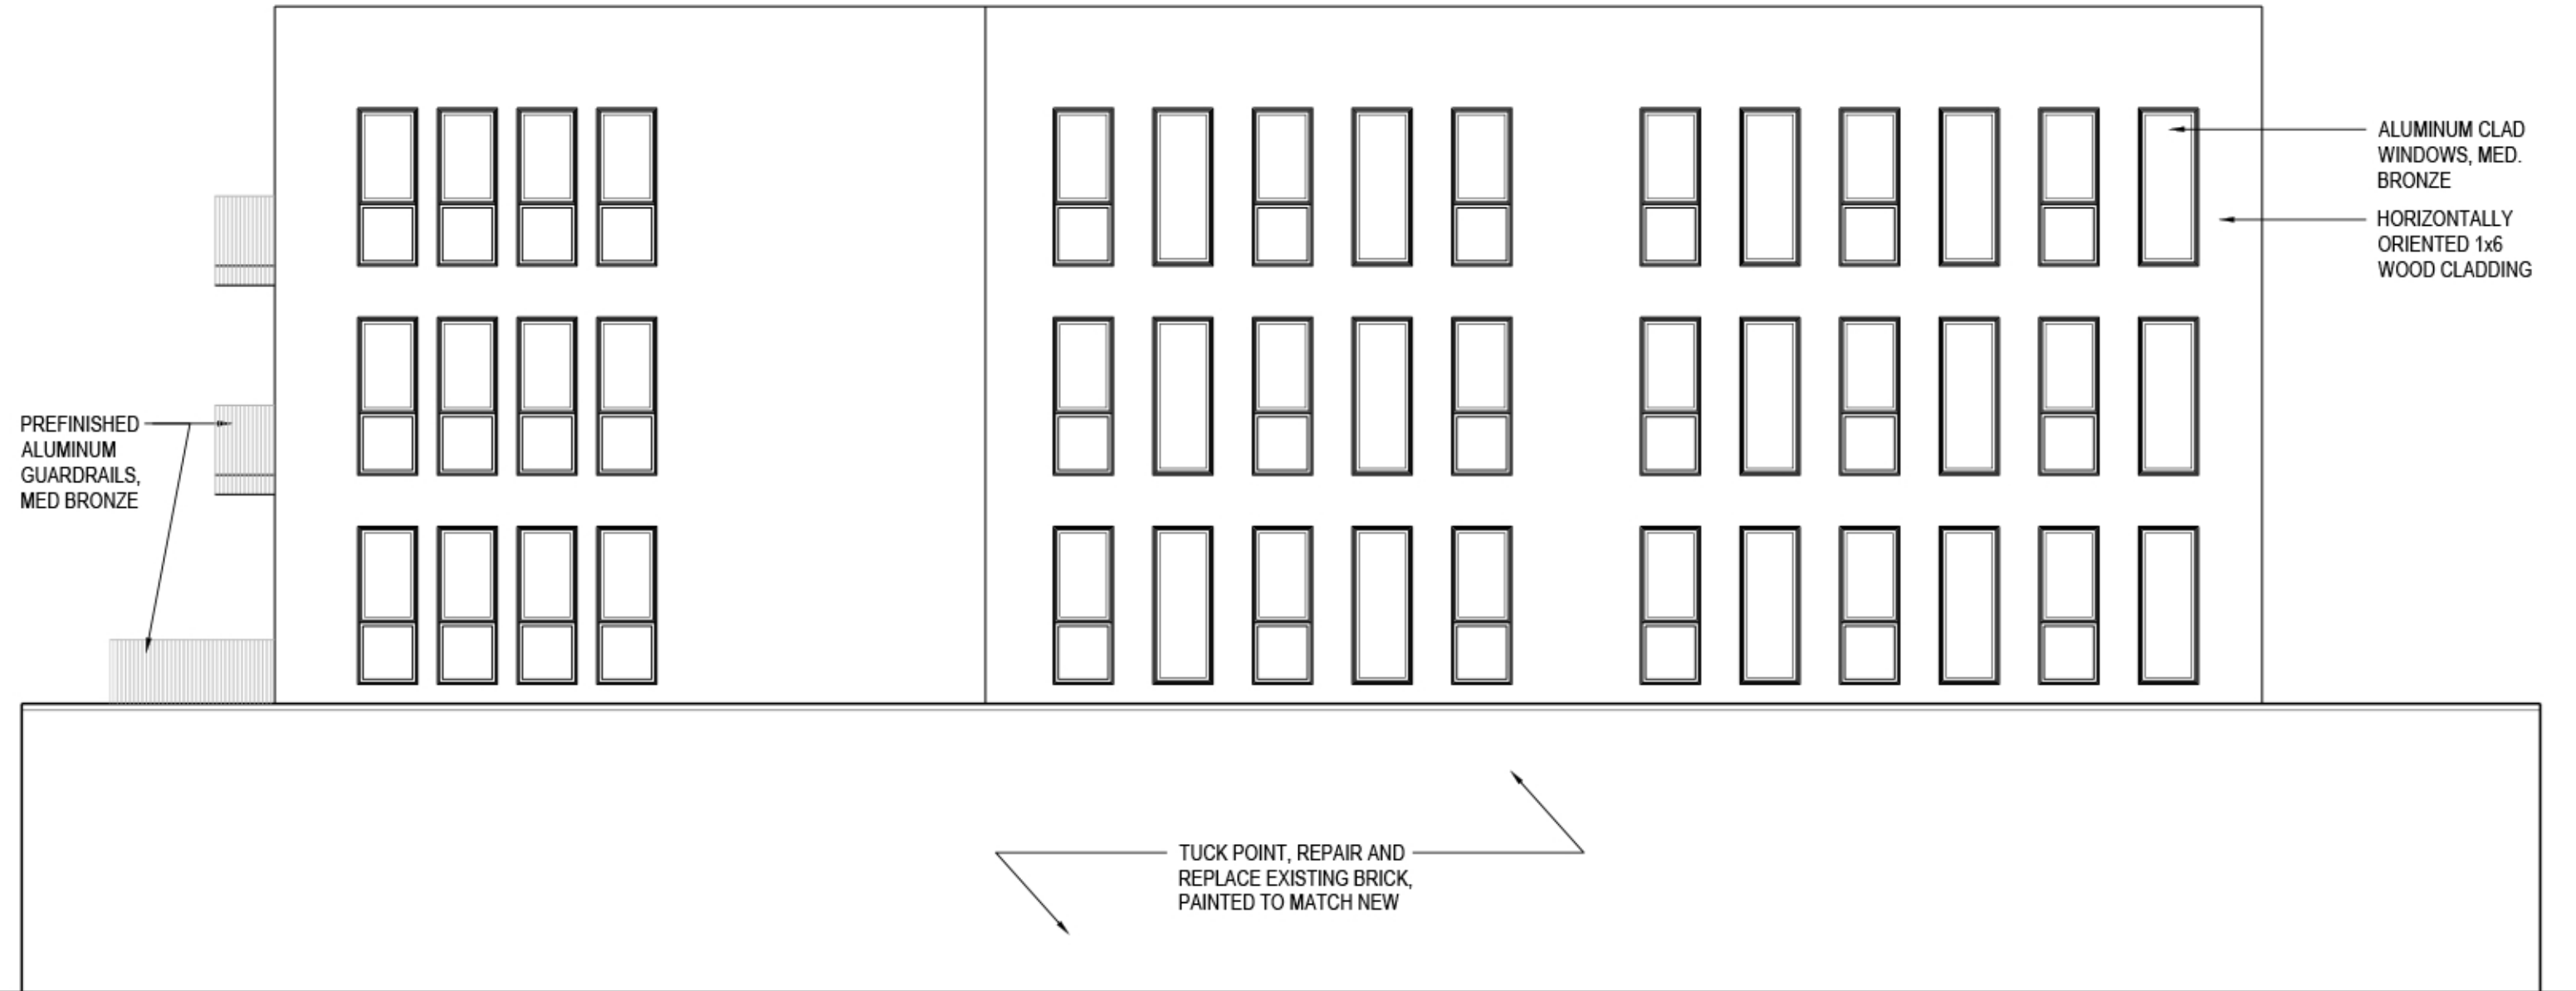 ALUMINUM CLAD
WINDOWS, MED.
BRONZE
HORIZONTALLY
ORIENTED 1x6
WOOD CLADDING
PREFINISHED
ALUMINUM
GUARDRAILS,
MED BRONZE
TUCK POINT, REPAIR AND
REPLACE EXISTING BRICK,
PAINTED TO MATCH NEW